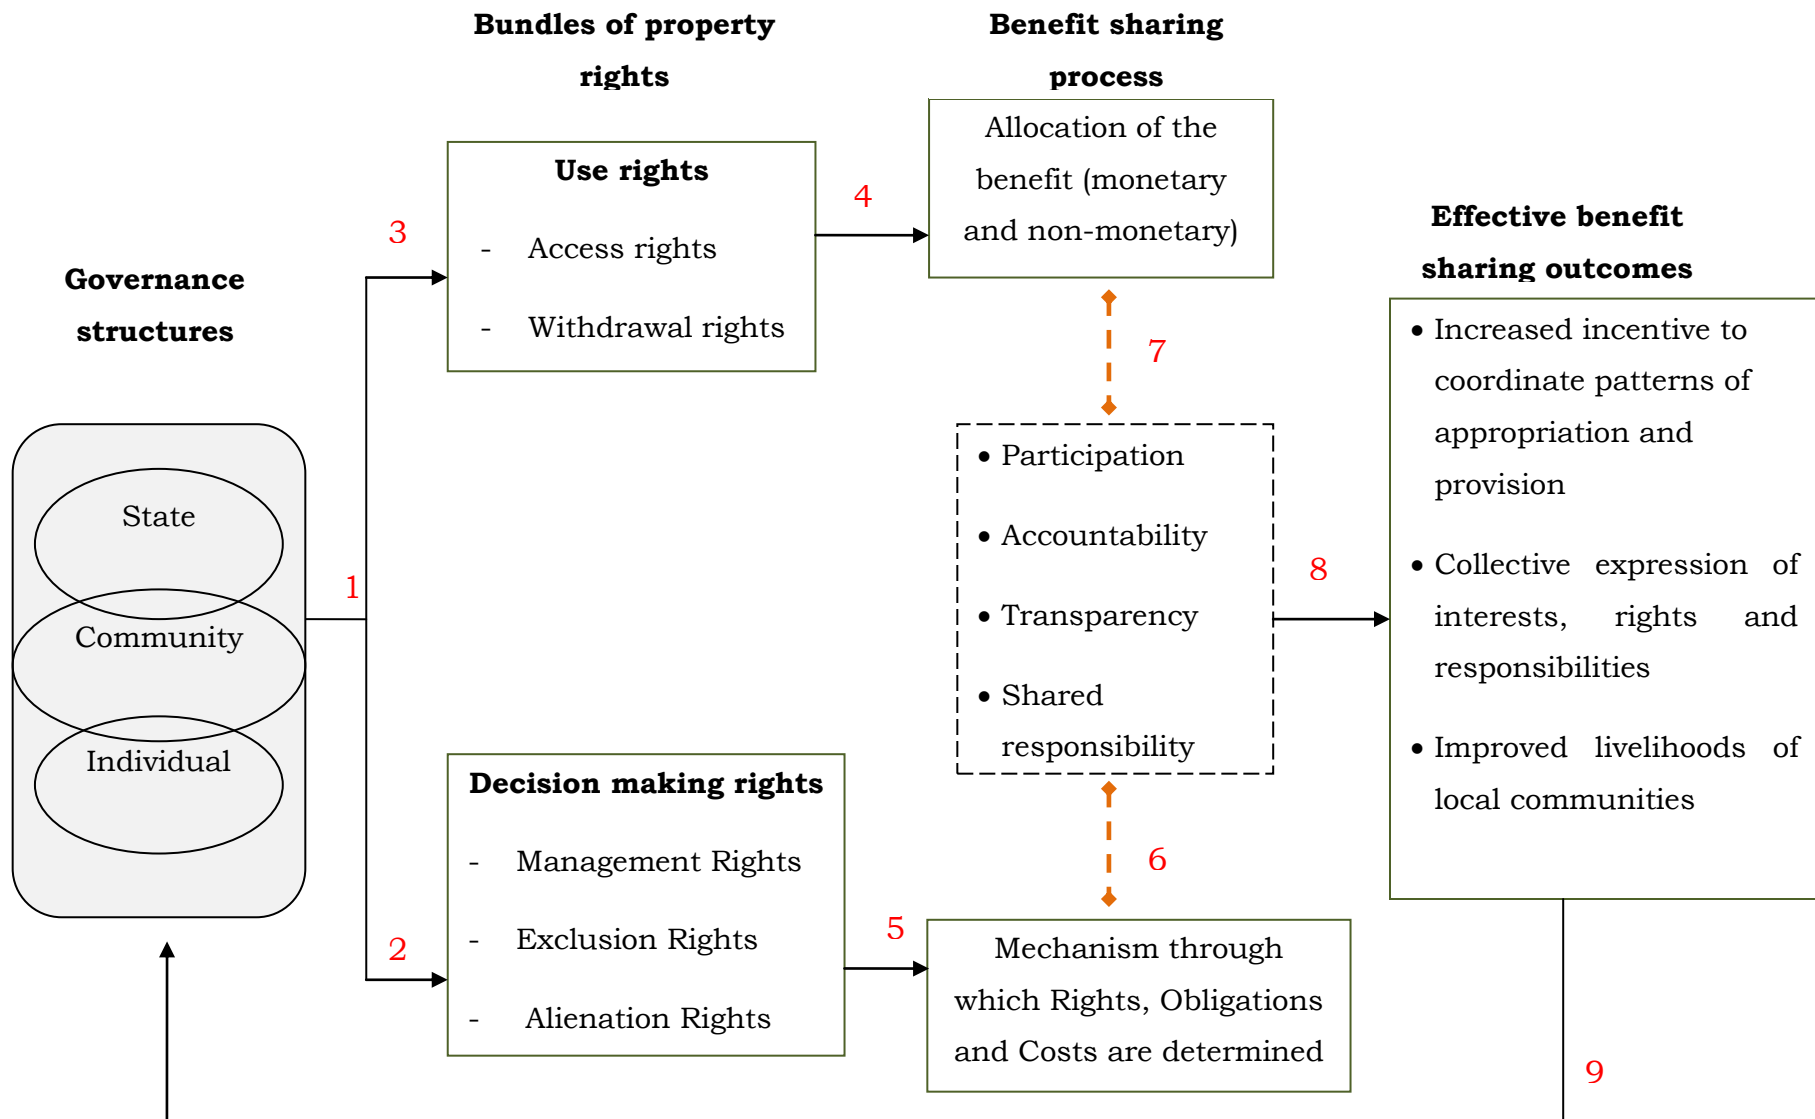 Bundles of property
rights
Benefit sharing
process
Governance
structures
State
Community
Individual
1
3
2
Use rights
- Access rights
- Withdrawal rights
4
Decision making rights
- Management Rights
- Exclusion Rights
- Alienation Rights
5
Allocation of the
benefit (monetary
and non-monetary)
7
• Participation
• Accountability
• Transparency
• Shared
responsibility
6
Mechanism through
which Rights, Obligations
and Costs are determined
8
Effective benefit
sharing outcomes
• Increased incentive to
coordinate patterns of
appropriation and
provision
• Collective expression of
interests, rights and
responsibilities
• Improved livelihoods of
local communities
9